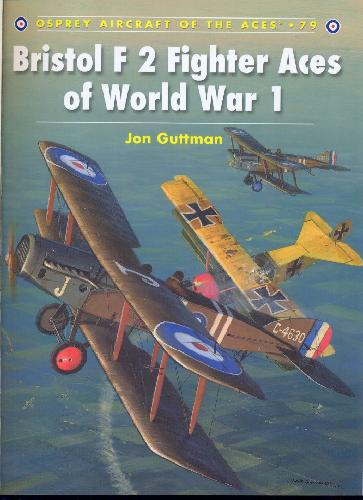 OSPREY AIRCRAFT OF THE ACES • 79
Bristol F 2 Fighter Aces
of World War 1
Jon Guttman
J
C-4630